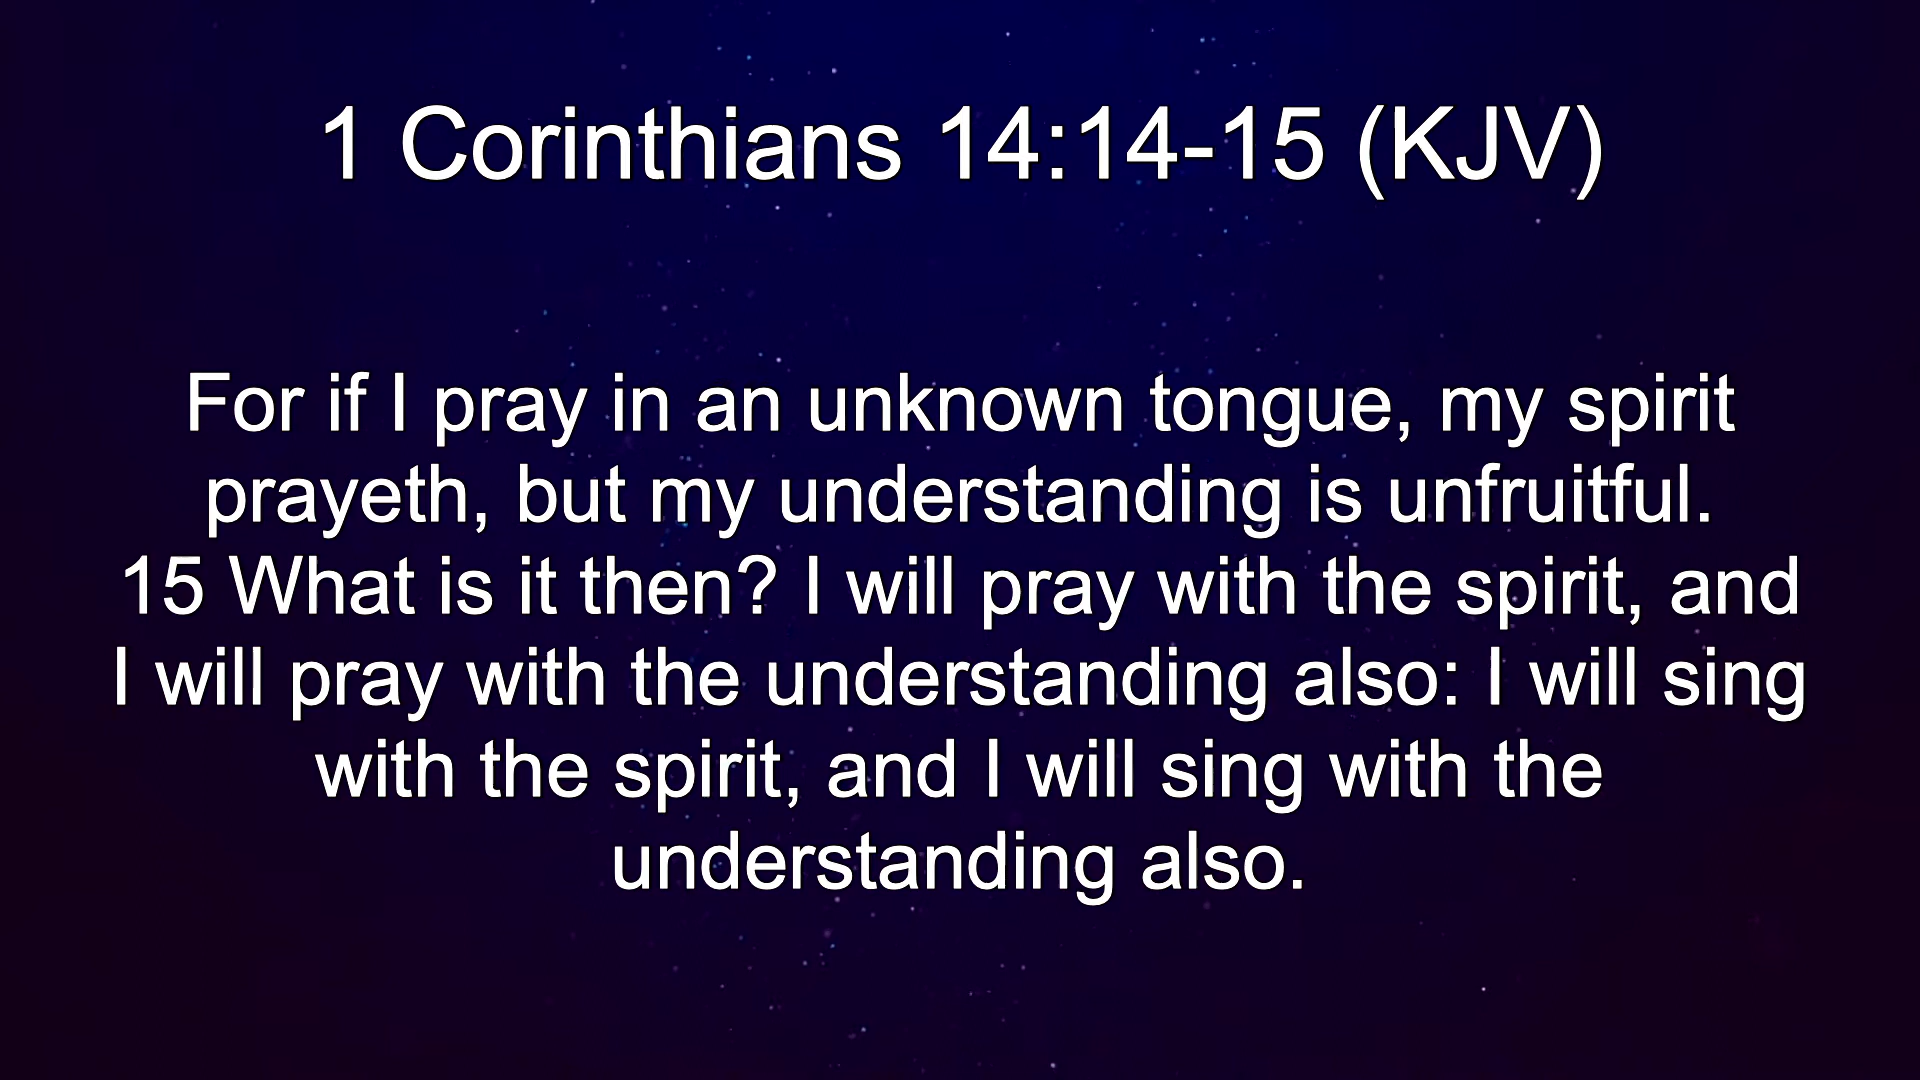 1 Corinthians 14:14-15 (KJV)
For if I pray in an unknown tongue, my spirit
prayeth, but my understanding is unfruitful.
15 What is it then? I will pray with the spirit, and
I will pray with the understanding also: I will sing
with the spirit, and I will sing with the
understanding also.